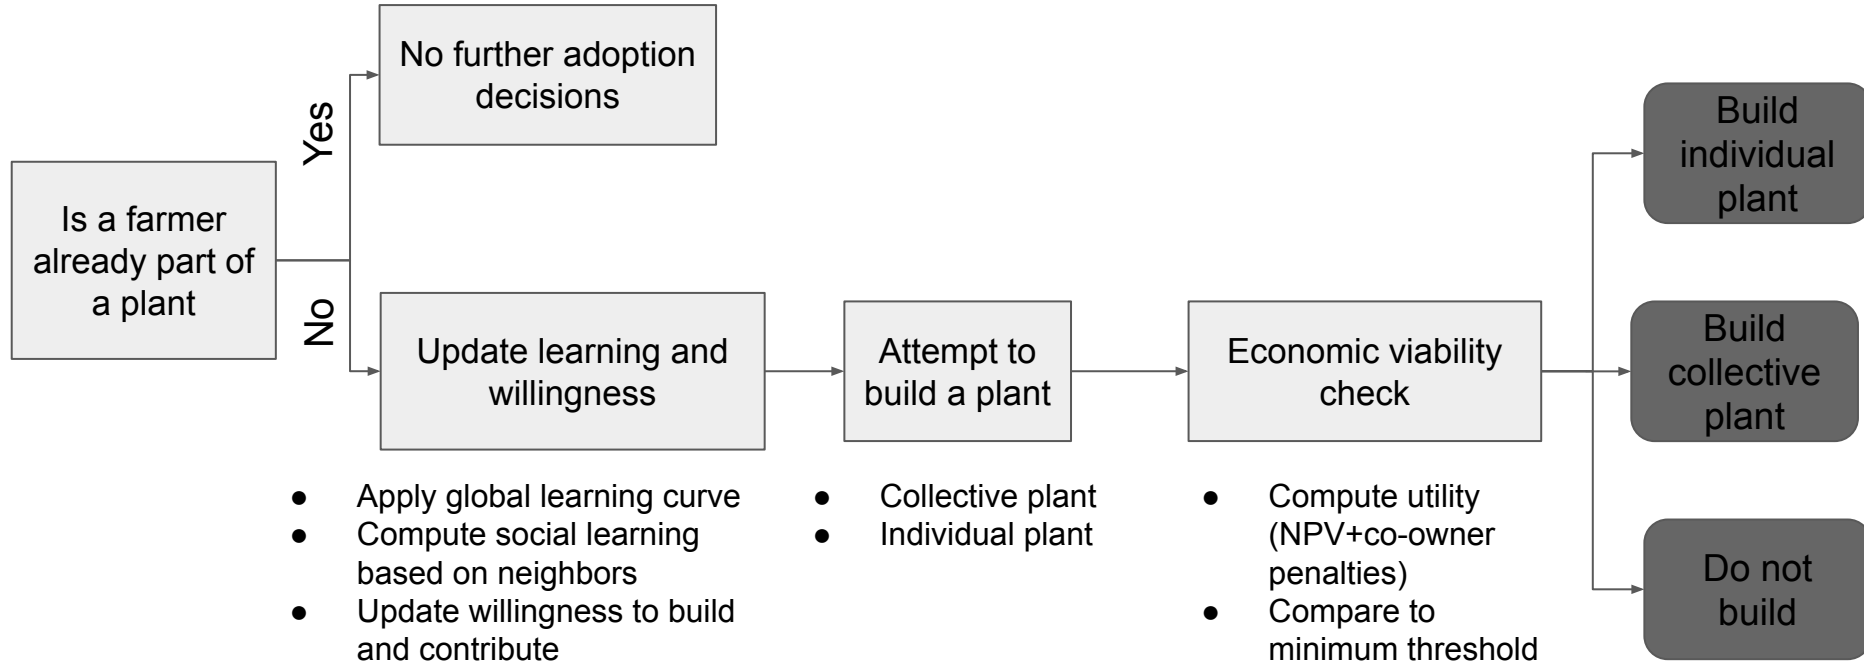 Is a farmer
already part of
a plant
Yes
No further adoption
decisions
No
Update learning and
willingness
● Apply global learning curve
● Compute social learning
based on neighbors
● Update willingness to build
and contribute
Attempt to
build a plant
● Collective plant
● Individual plant
Economic viability
check
● Compute utility
(NPV+co-owner
penalties)
● Compare to
minimum threshold
Build
individual
plant
Build
collective
plant
Do not
build